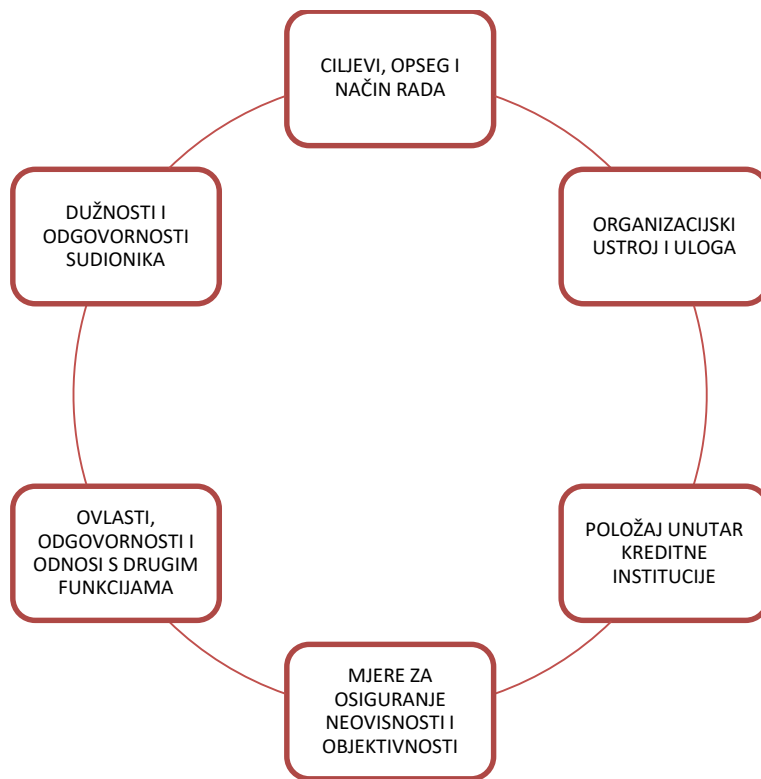 CILJEVI, OPSEG I
NAČIN RADA
ORGANIZACIJSKI
USTROJ I ULOGA
POLOŽAJ UNUTAR
KREDITNE
INSTITUCIJE
MJERE ZA
OSIGURANJE
NEOVISNOSTI I
OBJEKTIVNOSTI
OVLASTI,
ODGOVORNOSTI I
ODNOSI S DRUGIM
FUNKCIJAMA
DUŽNOSTI I
ODGOVORNOSTI
SUDIONIKA